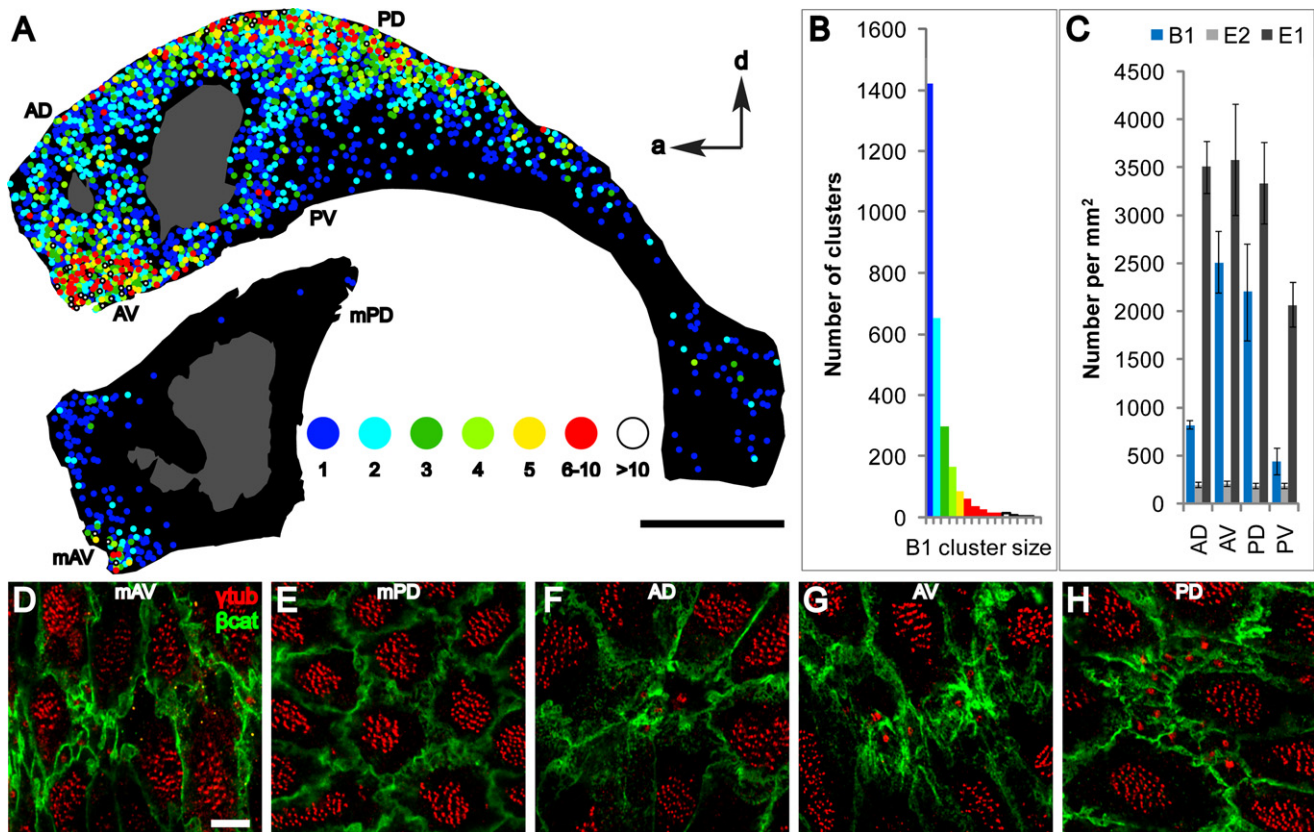 A
PD
AD
d
a
PV
AV
mPD
mAV
1 2 3 4 5 6-10 >10
B
Number of clusters
1600
1400
1200
1000
800
600
400
200
0
B1 cluster size
C
B1 E2 E1
Number per mm²
4500
4000
3500
3000
2500
2000
1500
1000
500
0
AD AV PD PV
D mAV γtub
βcat
E mPD
F AD
G AV
H PD